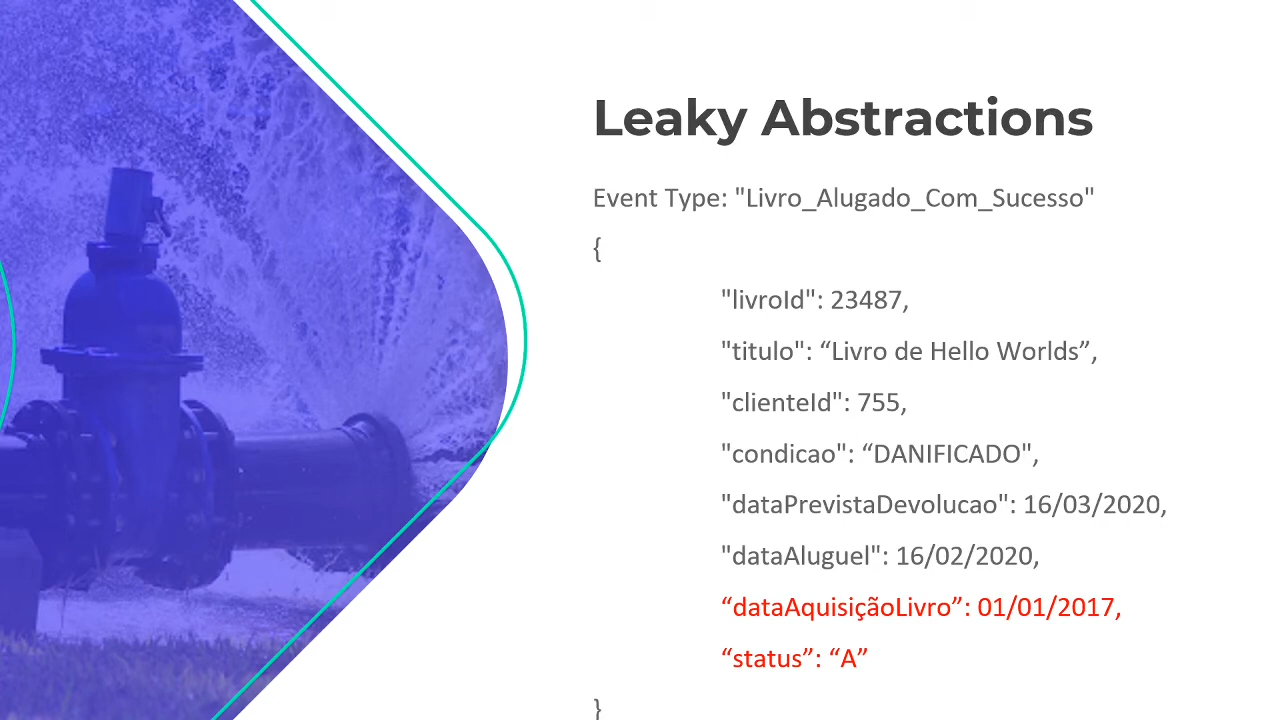 Leaky Abstractions
Event Type: "Livro_Alugado_Com_Sucesso"
{
"livroId": 23487,
"titulo": “Livro de Hello Worlds”,
"clienteId": 755,
"condicao": “DANIFICADO",
"dataPrevistaDevolucao": 16/03/2020,
"dataAluguel": 16/02/2020,
“dataAquisiçãoLivro”: 01/01/2017,
“status”: “A”
}